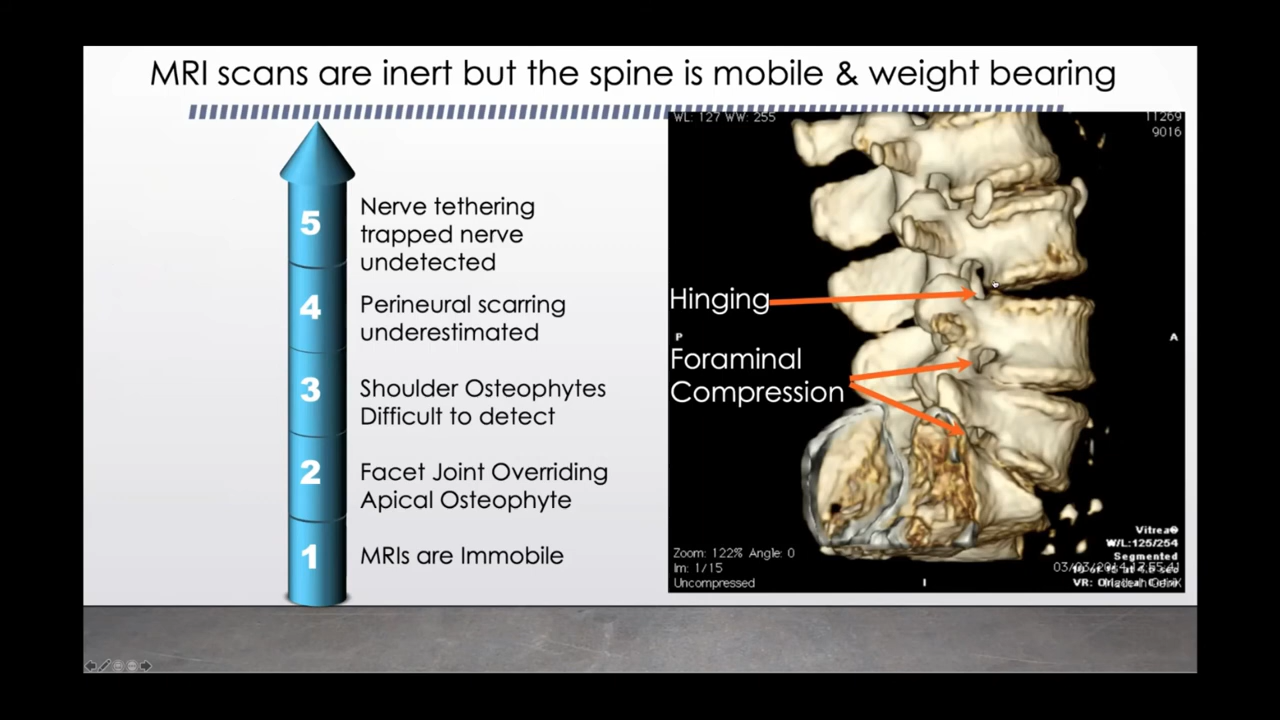 MRI scans are inert but the spine is mobile & weight bearing
WL: 127 WW: 255
11269
9016
5
Nerve tethering
trapped nerve
undetected
4
Perineural scarring
underestimated
3
Shoulder Osteophytes
Difficult to detect
2
Facet Joint Overriding
Apical Osteophyte
1
MRIs are Immobile
Hinging
P
A
Foraminal
Compression
Zoom: 122% Angle: 0
Im: 1/15
Uncompressed
I
Vitrea®
W/L:125/254
Segmented
03/03/2014
VR: